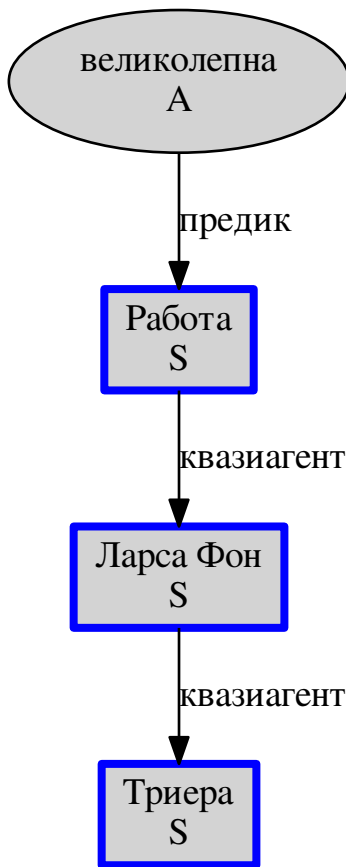 великолепна
A
предик
Работа
S
квазиагент
Ларса Фон
S
квазиагент
Триера
S